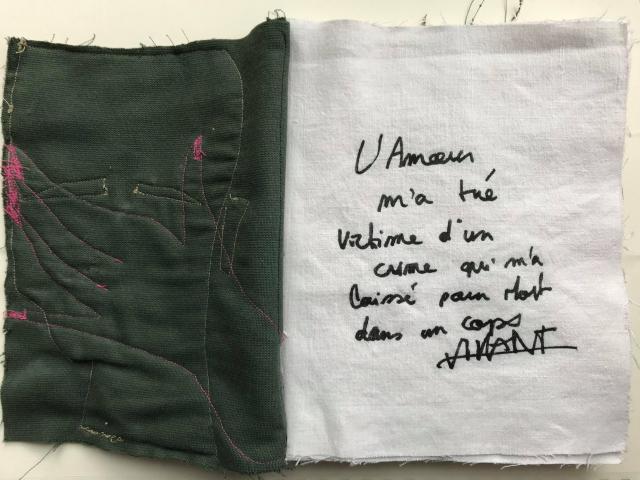 L'Amour
m'a tué
victime d'un
crime qui m'a
laissé pour Mort
dans un corps
VIVANT